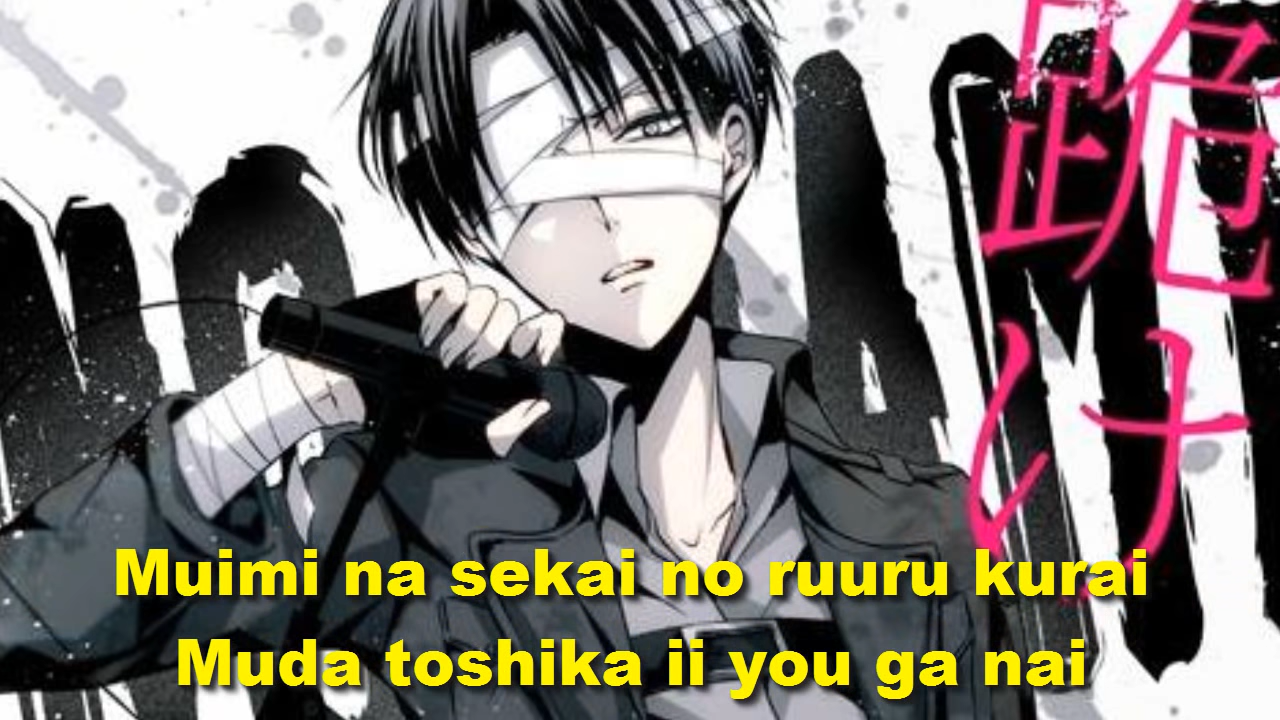 跪け
Muimi na sekai no ruuru kurai
Muda toshika ii you ga nai